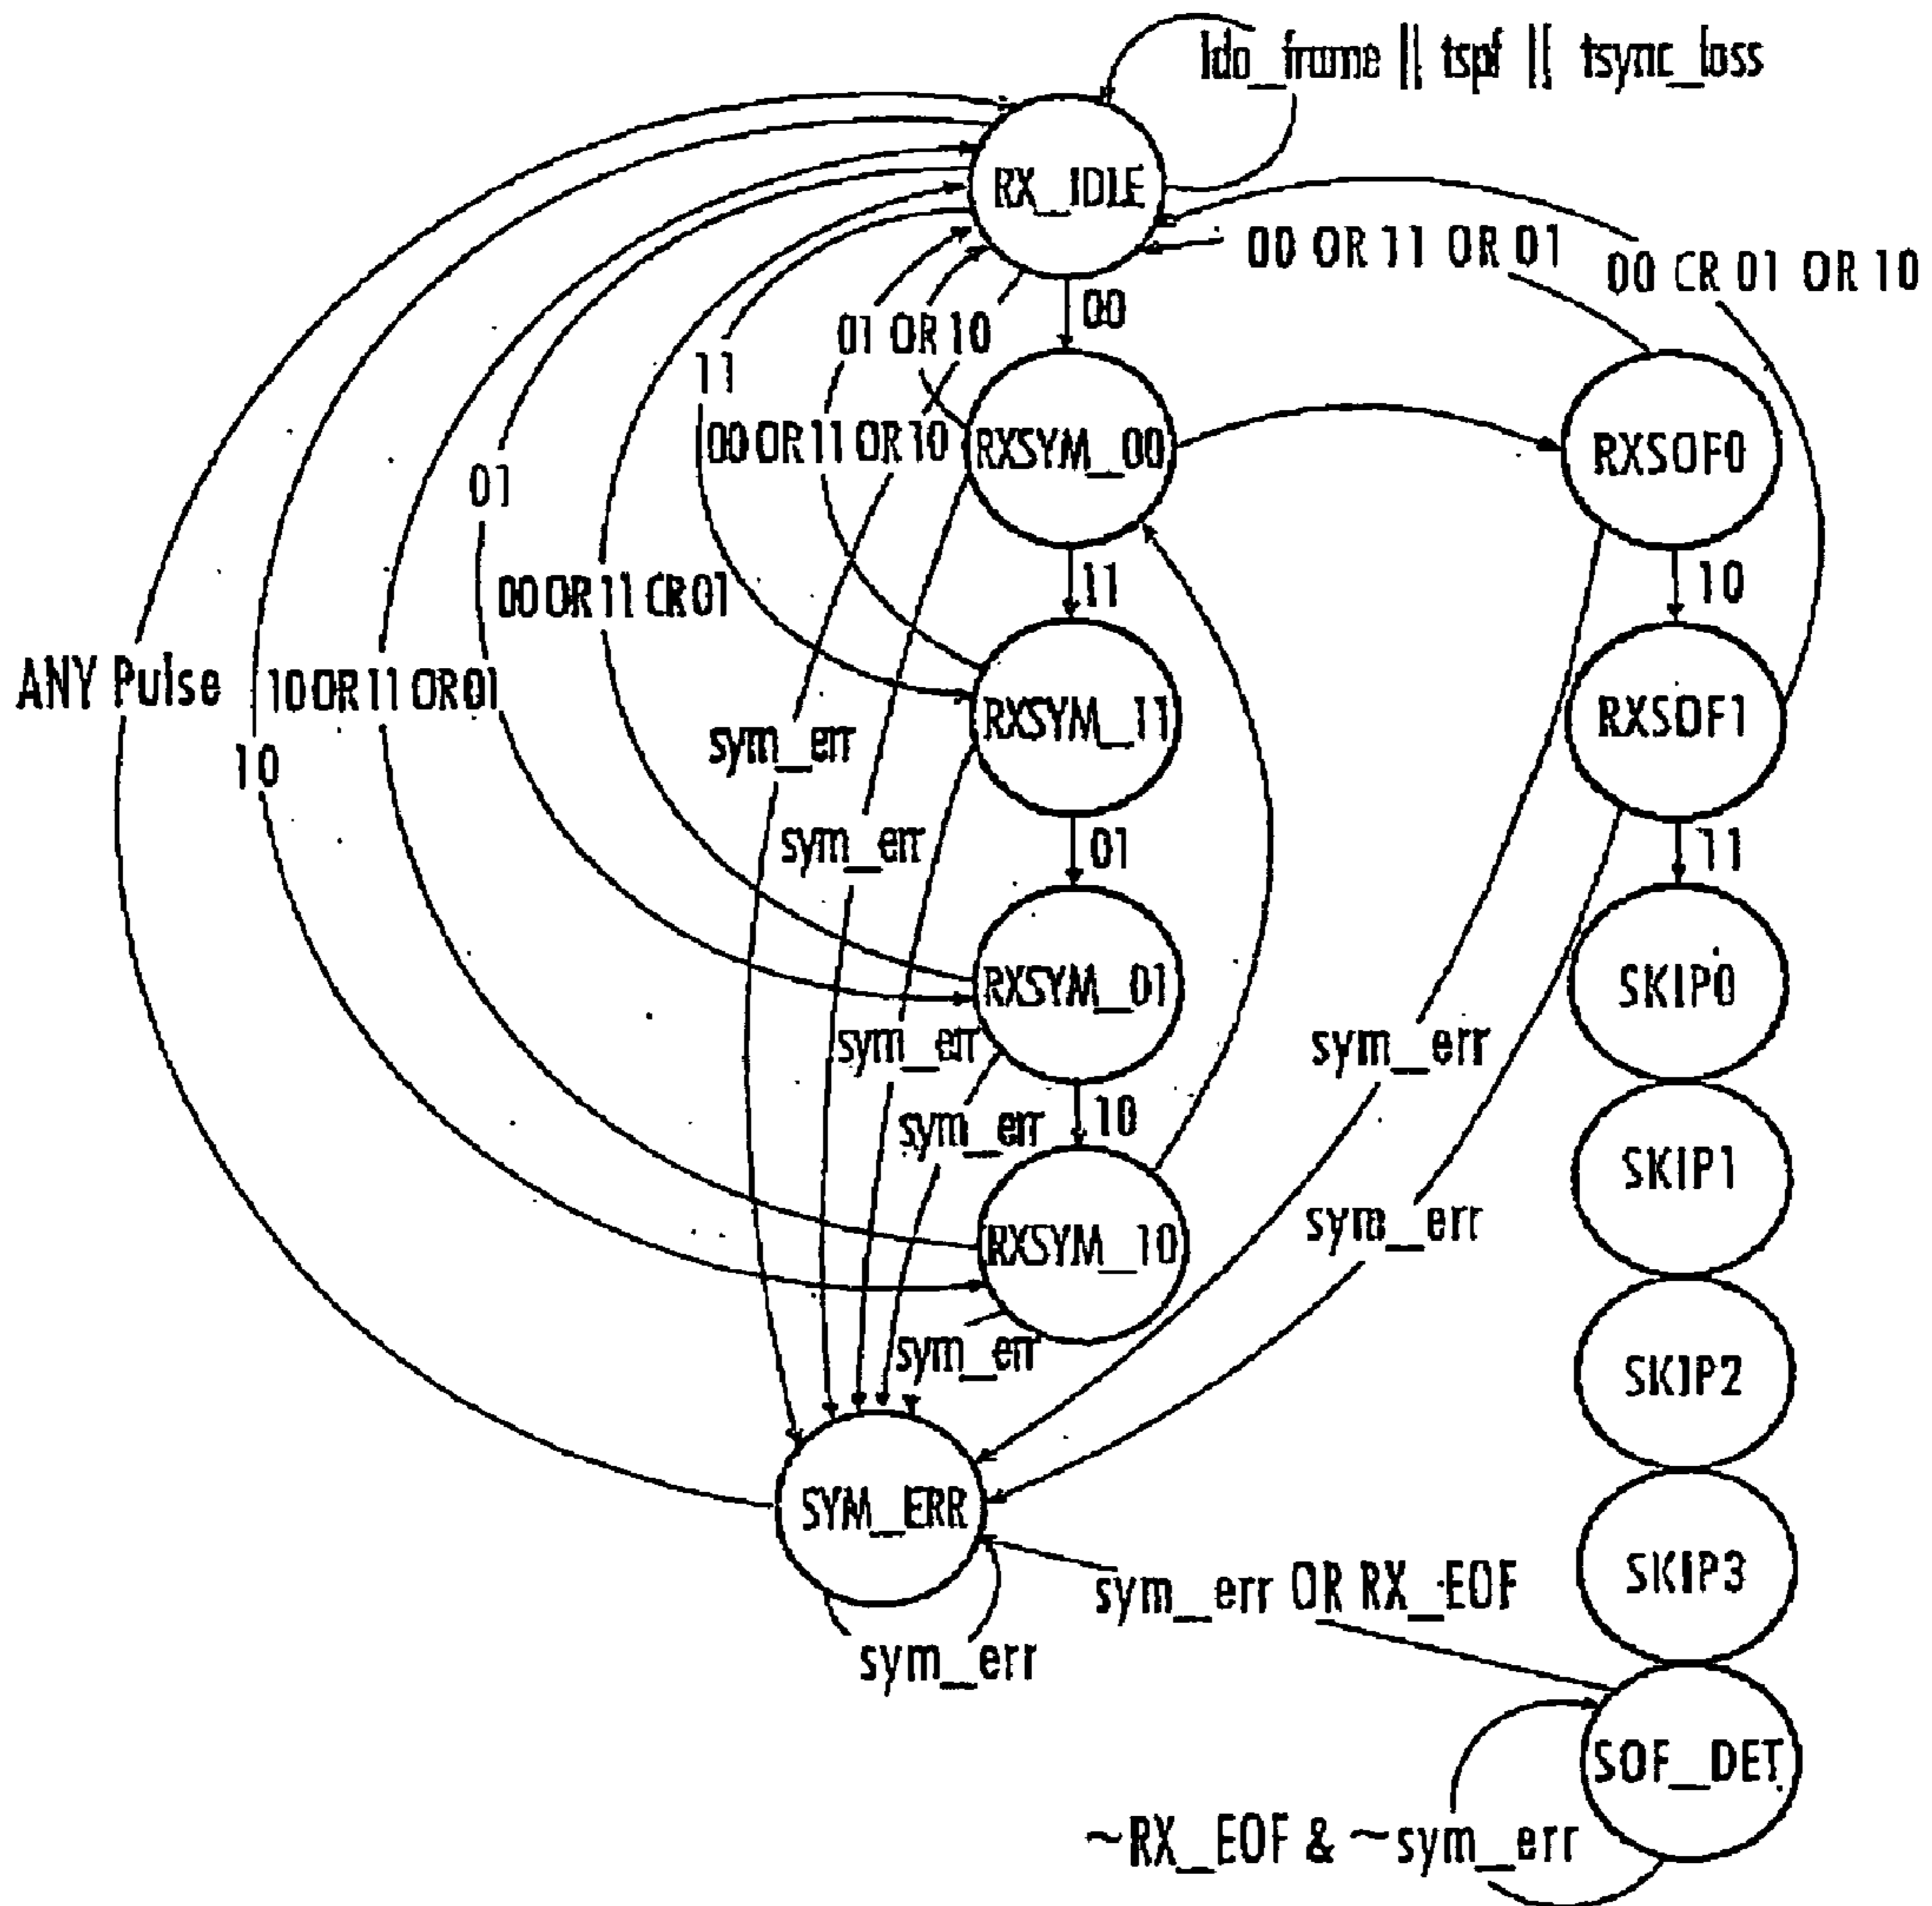 ldo_frame || tspf || tsync_loss
RX_IDLE
00 OR 11 OR 01
00 CR 01 OR 10
00
01 OR 10
11
00 OR 11 OR 10
RXSYM_00
RXSOF0
01
11
10
00 OR 11 CR 01
ANY Pulse
10 OR 11 OR 01
RXSYM_11
RXSOF1
sym_err
10
sym_err
01
11
RXSYM_01
SKIP0
sym_err
sym_err
sym_err
10
SKIP1
sym_err
RXSYM_10
sym_err
SKIP2
SYM_ERR
sym_err OR RX_EOF
SKIP3
sym_err
SOF_DET
~RX_EOF & ~sym_err